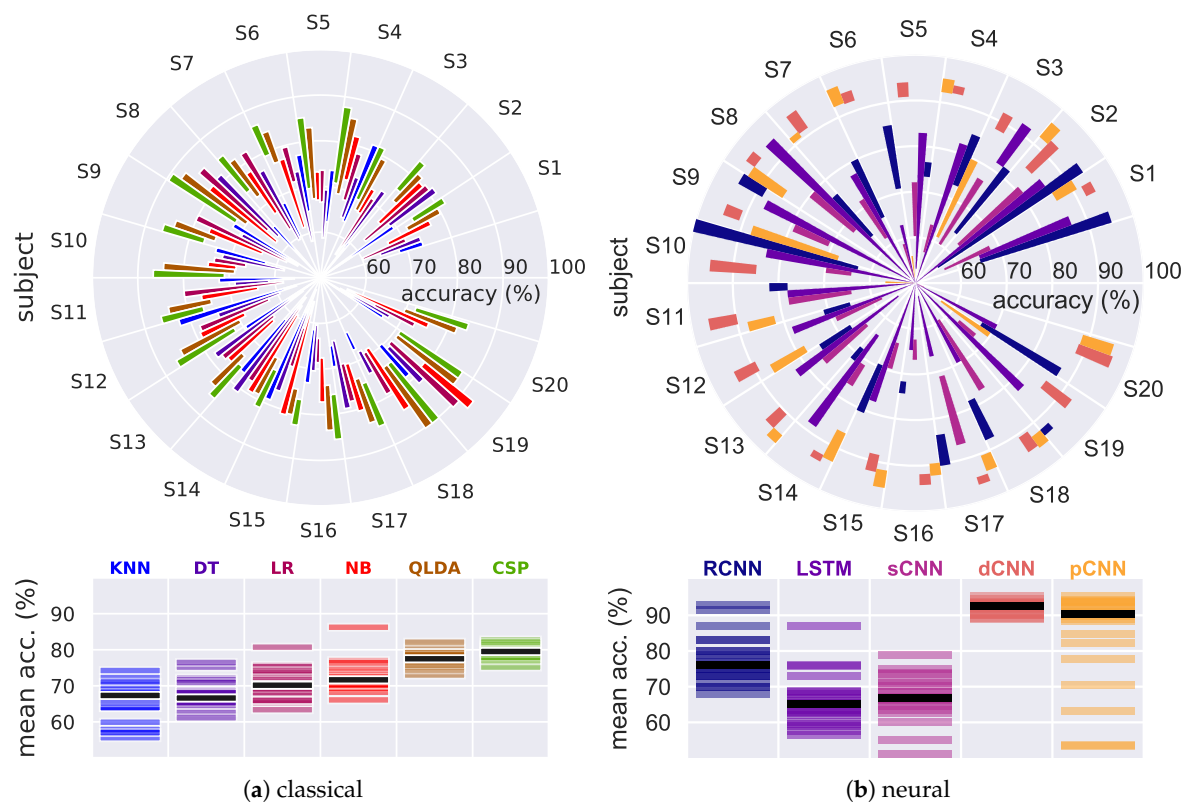 S5
S6
S4
S7
S3
S8
S2
S9
S1
S10
60 70 80 90 100
accuracy (%)
subject
S11
S20
S12
S19
S13
S18
S14
S17
S15
S16
S5
S6
S4
S7
S3
S8
S2
S9
S1
S10
60 70 80 90 100
accuracy (%)
subject
S11
S20
S12
S19
S13
S18
S14
S17
S15
S16
KNN DT LR NB QLDA CSP
mean acc. (%)
90
80
70
60
(a) classical
RCNN LSTM sCNN dCNN pCNN
mean acc. (%)
90
80
70
60
(b) neural